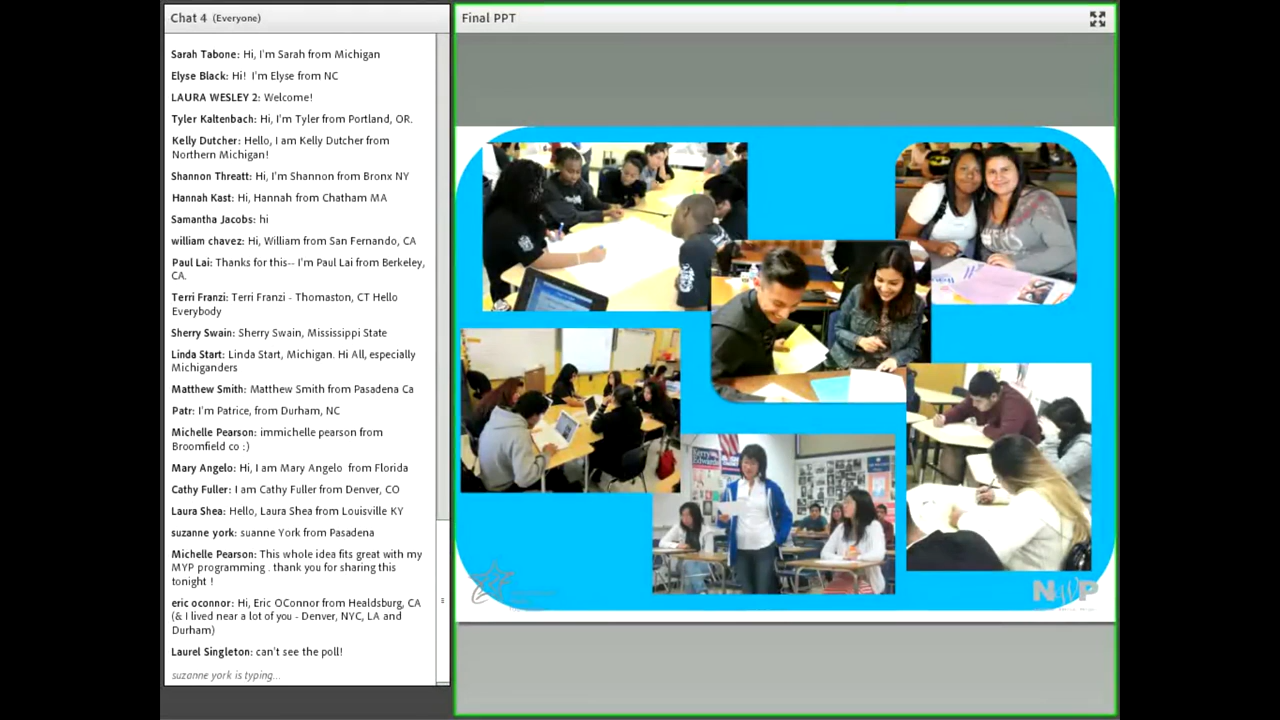 Chat 4 (Everyone)
Sarah Tabone: Hi, I'm Sarah from Michigan
Elyse Black: Hi! I'm Elyse from NC
LAURA WESLEY 2: Welcome!
Tyler Kaltenbach: Hi, I'm Tyler from Portland, OR.
Kelly Dutcher: Hello, I am Kelly Dutcher from
Northern Michigan!
Shannon Threatt: Hi, I'm Shannon from Bronx NY
Hannah Kast: Hi, Hannah from Chatham MA
Samantha Jacobs: hi
william chavez: Hi, William from San Fernando, CA
Paul Lai: Thanks for this-- I'm Paul Lai from Berkeley,
CA.
Terri Franzi: Terri Franzi - Thomaston, CT Hello
Everybody
Sherry Swain: Sherry Swain, Mississippi State
Linda Start: Linda Start, Michigan. Hi All, especially
Michiganders
Matthew Smith: Matthew Smith from Pasadena Ca
Patr: I'm Patrice, from Durham, NC
Michelle Pearson: immichelle pearson from
Broomfield co :)
Mary Angelo: Hi, I am Mary Angelo from Florida
Cathy Fuller: I am Cathy Fuller from Denver, CO
Laura Shea: Hello, Laura Shea from Louisville KY
suzanne york: suanne York from Pasadena
Michelle Pearson: This whole idea fits great with my
MYP programming . thank you for sharing this
tonight !
eric oconnor: Hi, Eric OConnor from Healdsburg, CA
(& I lived near a lot of you - Denver, NYC, LA and
Durham)
Laurel Singleton: can't see the poll!
suzanne york is typing...
Final PPT
Kerry
Edwards
NWP